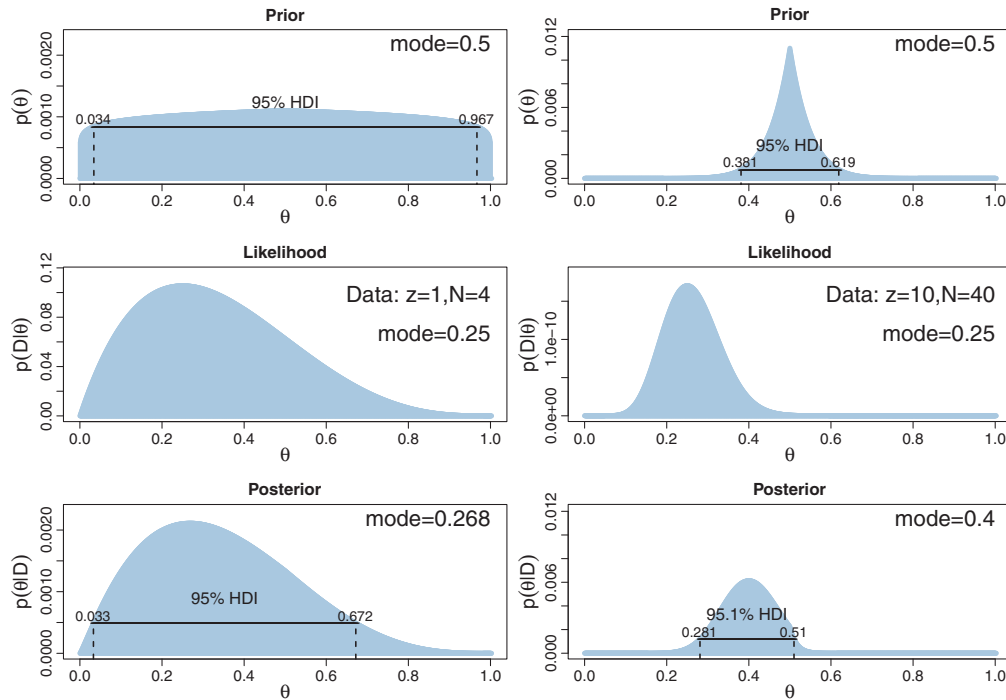 Prior
mode=0.5
p(θ)
0.0000 0.0010 0.0020
95% HDI
0.034 0.967
0.0 0.2 0.4 0.6 0.8 1.0
θ
Prior
mode=0.5
p(θ)
0.000 0.006 0.012
95% HDI
0.381 0.619
0.0 0.2 0.4 0.6 0.8 1.0
θ
Likelihood
Data: z=1,N=4
mode=0.25
p(D|θ)
0.00 0.04 0.08 0.12
0.0 0.2 0.4 0.6 0.8 1.0
θ
Likelihood
Data: z=10,N=40
mode=0.25
p(D|θ)
0.0e+00 1.0e−10
0.0 0.2 0.4 0.6 0.8 1.0
θ
Posterior
mode=0.268
p(θ|D)
0.0000 0.0010 0.0020
95% HDI
0.033 0.672
0.0 0.2 0.4 0.6 0.8 1.0
θ
Posterior
mode=0.4
p(θ|D)
0.000 0.006 0.012
95.1% HDI
0.281 0.51
0.0 0.2 0.4 0.6 0.8 1.0
θ